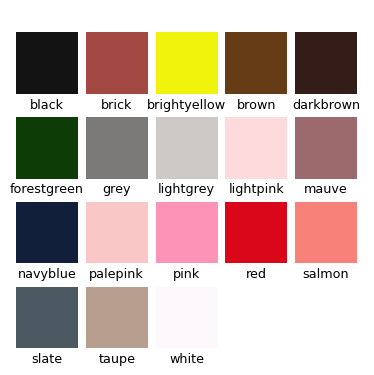 black brick brightyellow brown darkbrown
forestgreen grey lightgrey lightpink mauve
navyblue palepink pink red salmon
slate taupe white